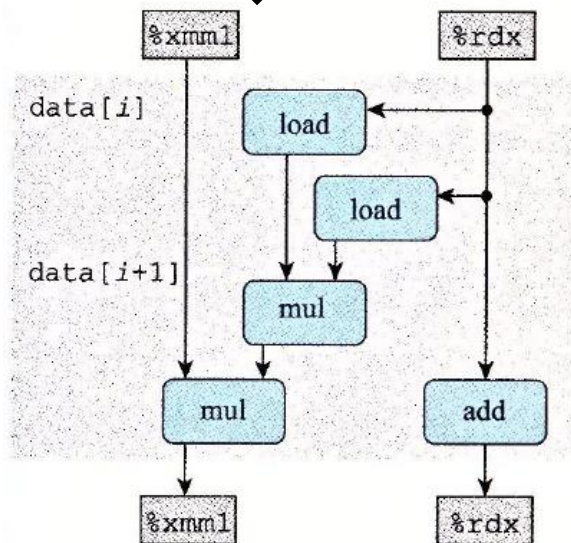 %xmm1 %rdx
data[i]
load
load
data[i+1]
mul
mul add
%xmm1 %rdx